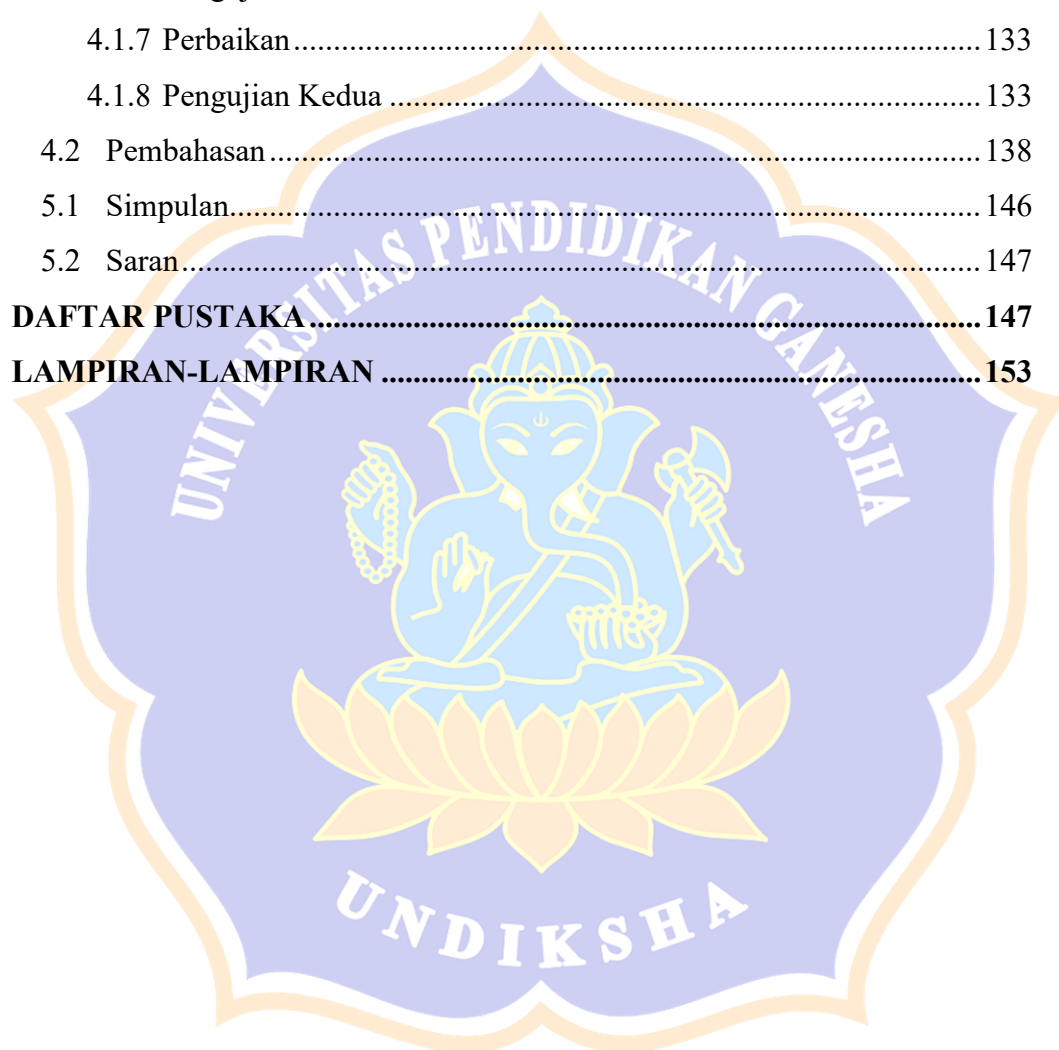 4.1.7 Perbaikan....................................................................................133
4.1.8 Pengujian Kedua........................................................................133
4.2 Pembahasan.......................................................................................138
5.1 Simpulan............................................................................................146
5.2 Saran..................................................................................................147
DAFTAR PUSTAKA.................................................................................147
LAMPIRAN-LAMPIRAN........................................................................153
UNIVERSITAS PENDIDIKAN GANESHA
UNDIKSHA